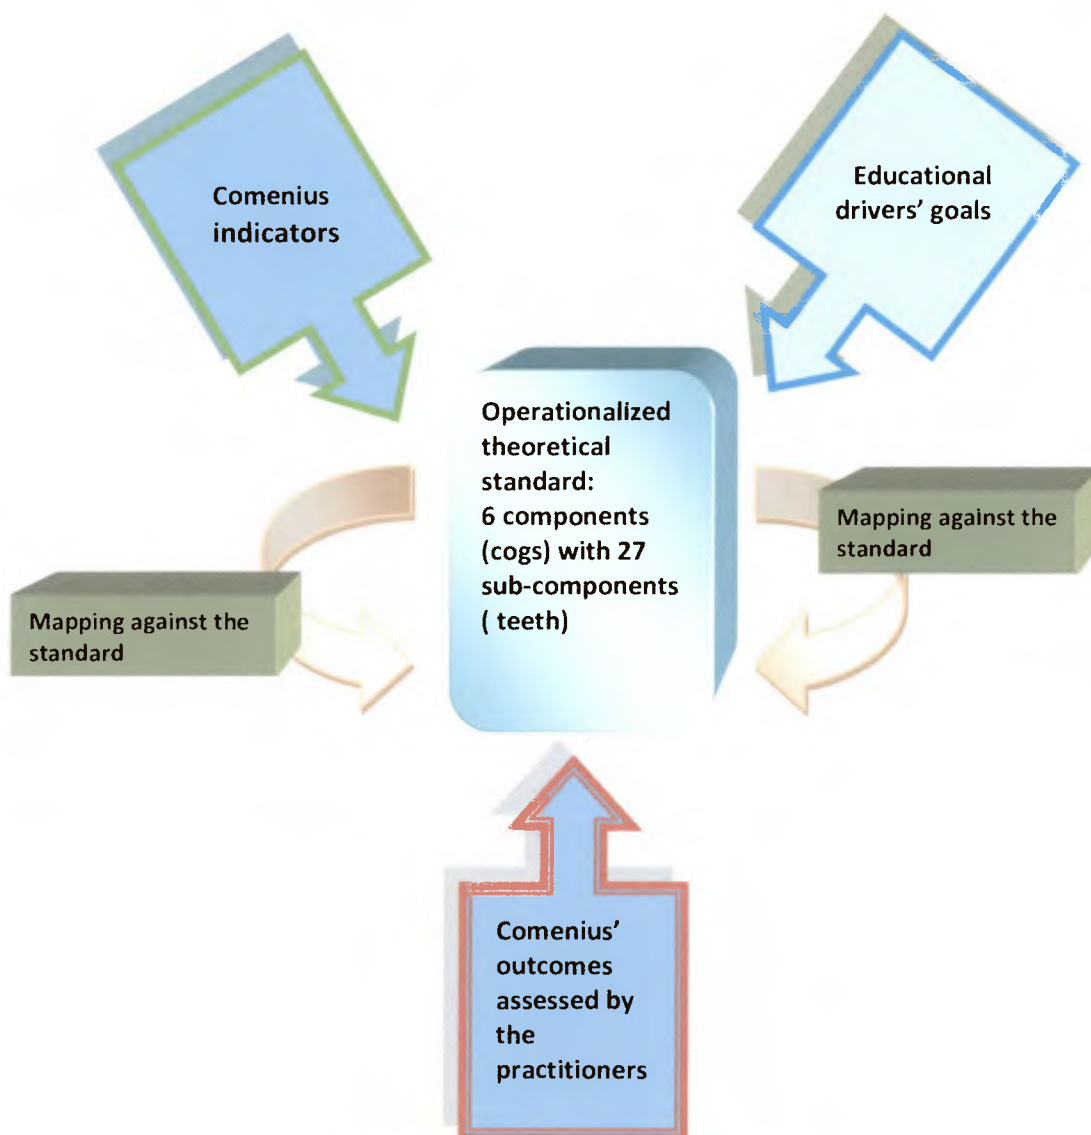 Comenius
indicators
Educational
drivers' goals
Operationalized
theoretical
standard:
6 components
(cogs) with 27
sub-components
( teeth)
Mapping against the
standard
Mapping against the
standard
Comenius'
outcomes
assessed by
the
practitioners